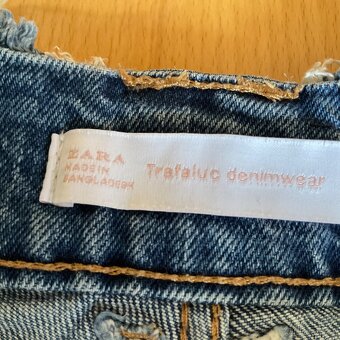 ZARA
MADE IN
BANGLADESH
Trafaluc denimwear